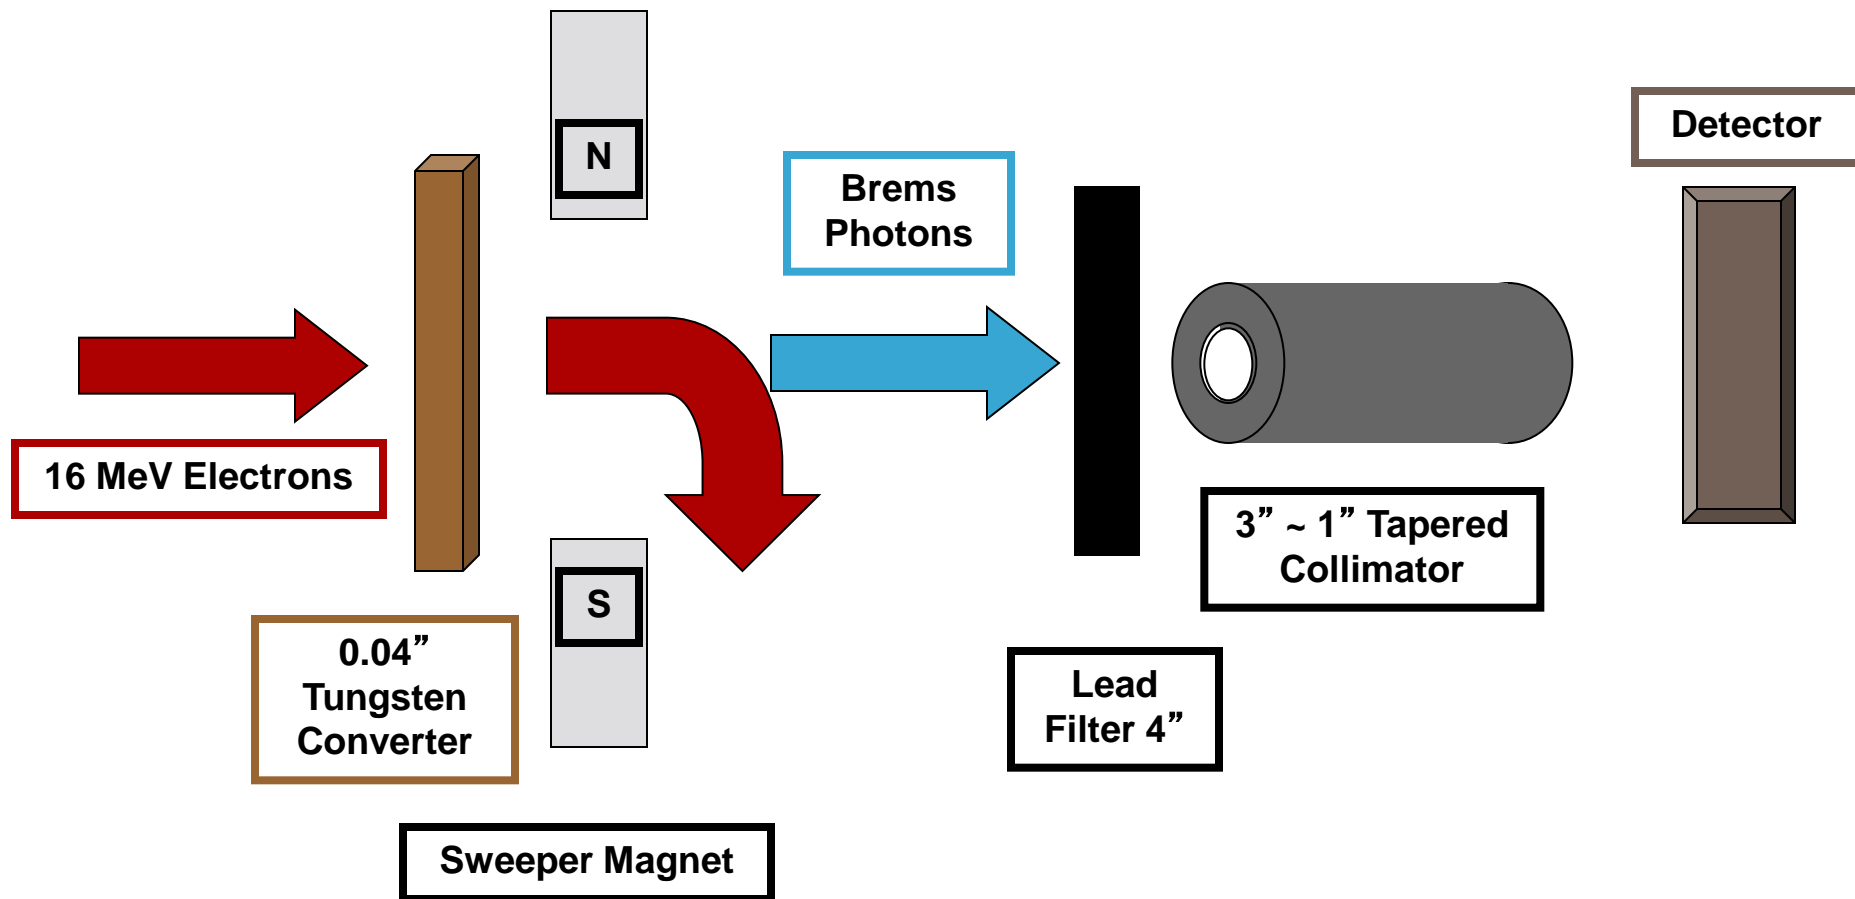 N
Detector
Brems
Photons
16 MeV Electrons
3” ~ 1” Tapered
Collimator
S
0.04”
Tungsten
Converter
Lead
Filter 4”
Sweeper Magnet